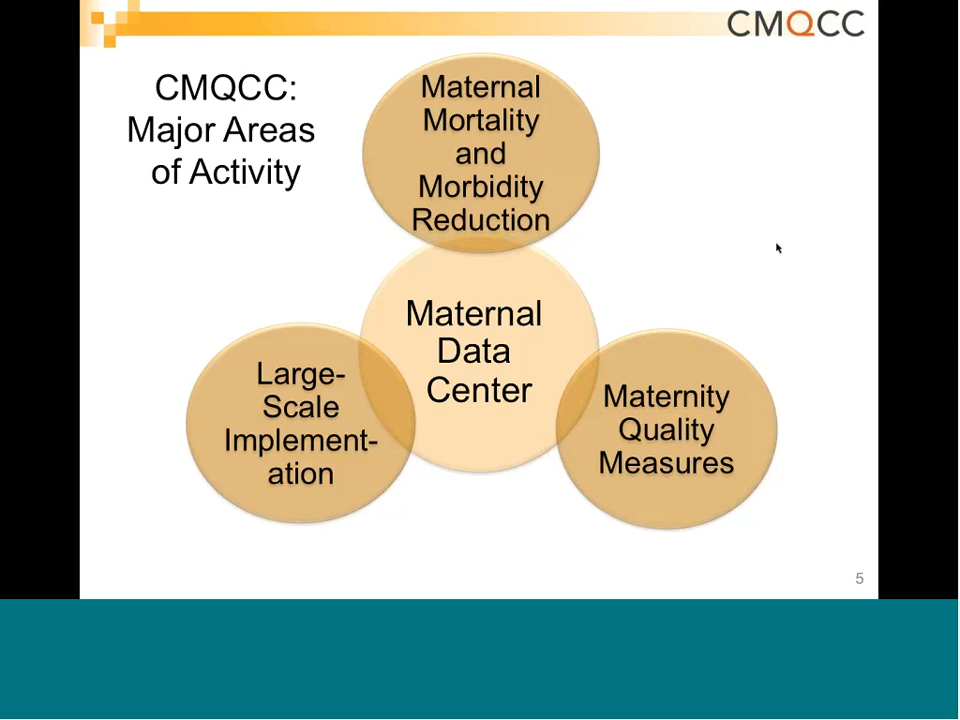 CMQCC
CMQCC:
Major Areas
of Activity
Maternal
Mortality
and
Morbidity
Reduction
Maternal
Data
Center
Large-
Scale
Implement-
ation
Maternity
Quality
Measures
5